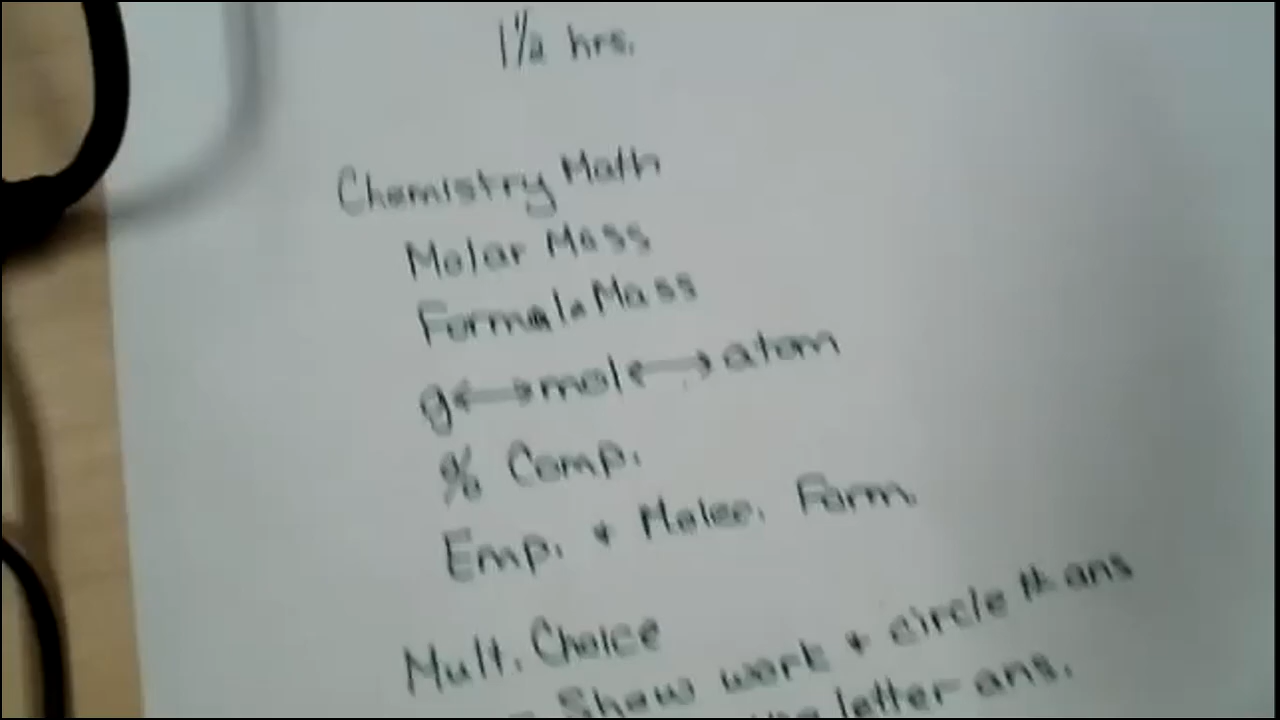 1½ hrs.
Chemistry Math
Molar Mass
Formula Mass
g↔mole↔atom
% Comp.
Emp. + Molec. Form.
Mult. Choice
- Show work + circle th ans
letter ans.